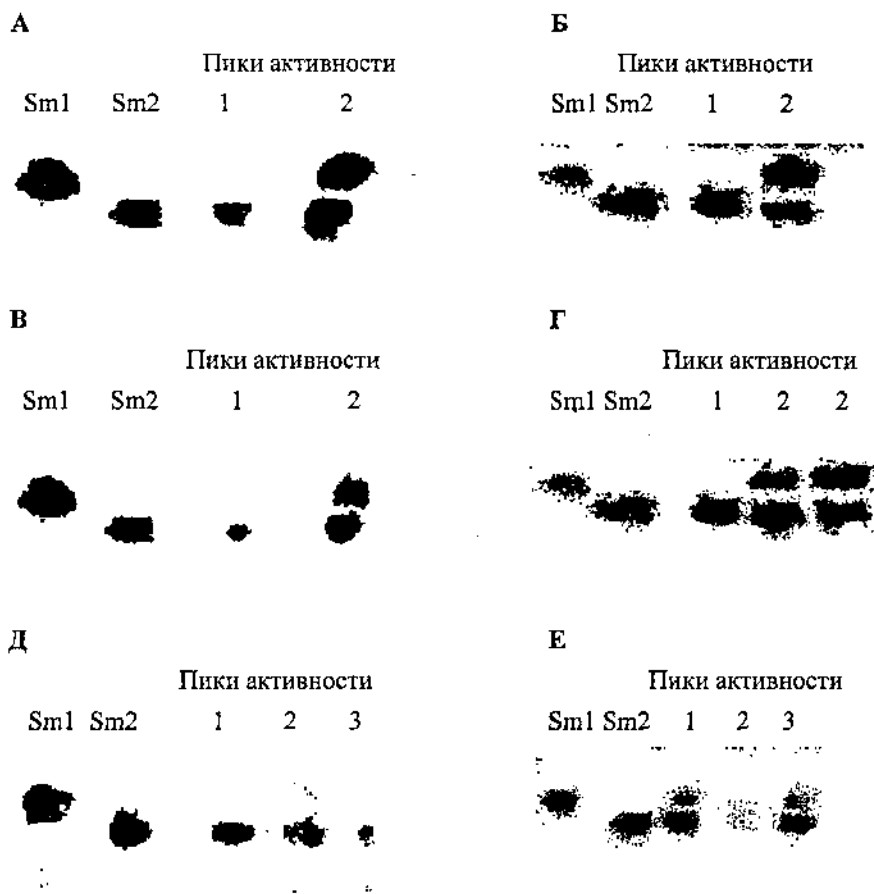 А
Пики активности
Sm1 Sm2 1 2
Б
Пики активности
Sm1 Sm2 1 2
В
Пики активности
Sm1 Sm2 1 2
Г
Пики активности
Sm1 Sm2 1 2 2
Д
Пики активности
Sm1 Sm2 1 2 3
Е
Пики активности
Sm1 Sm2 1 2 3